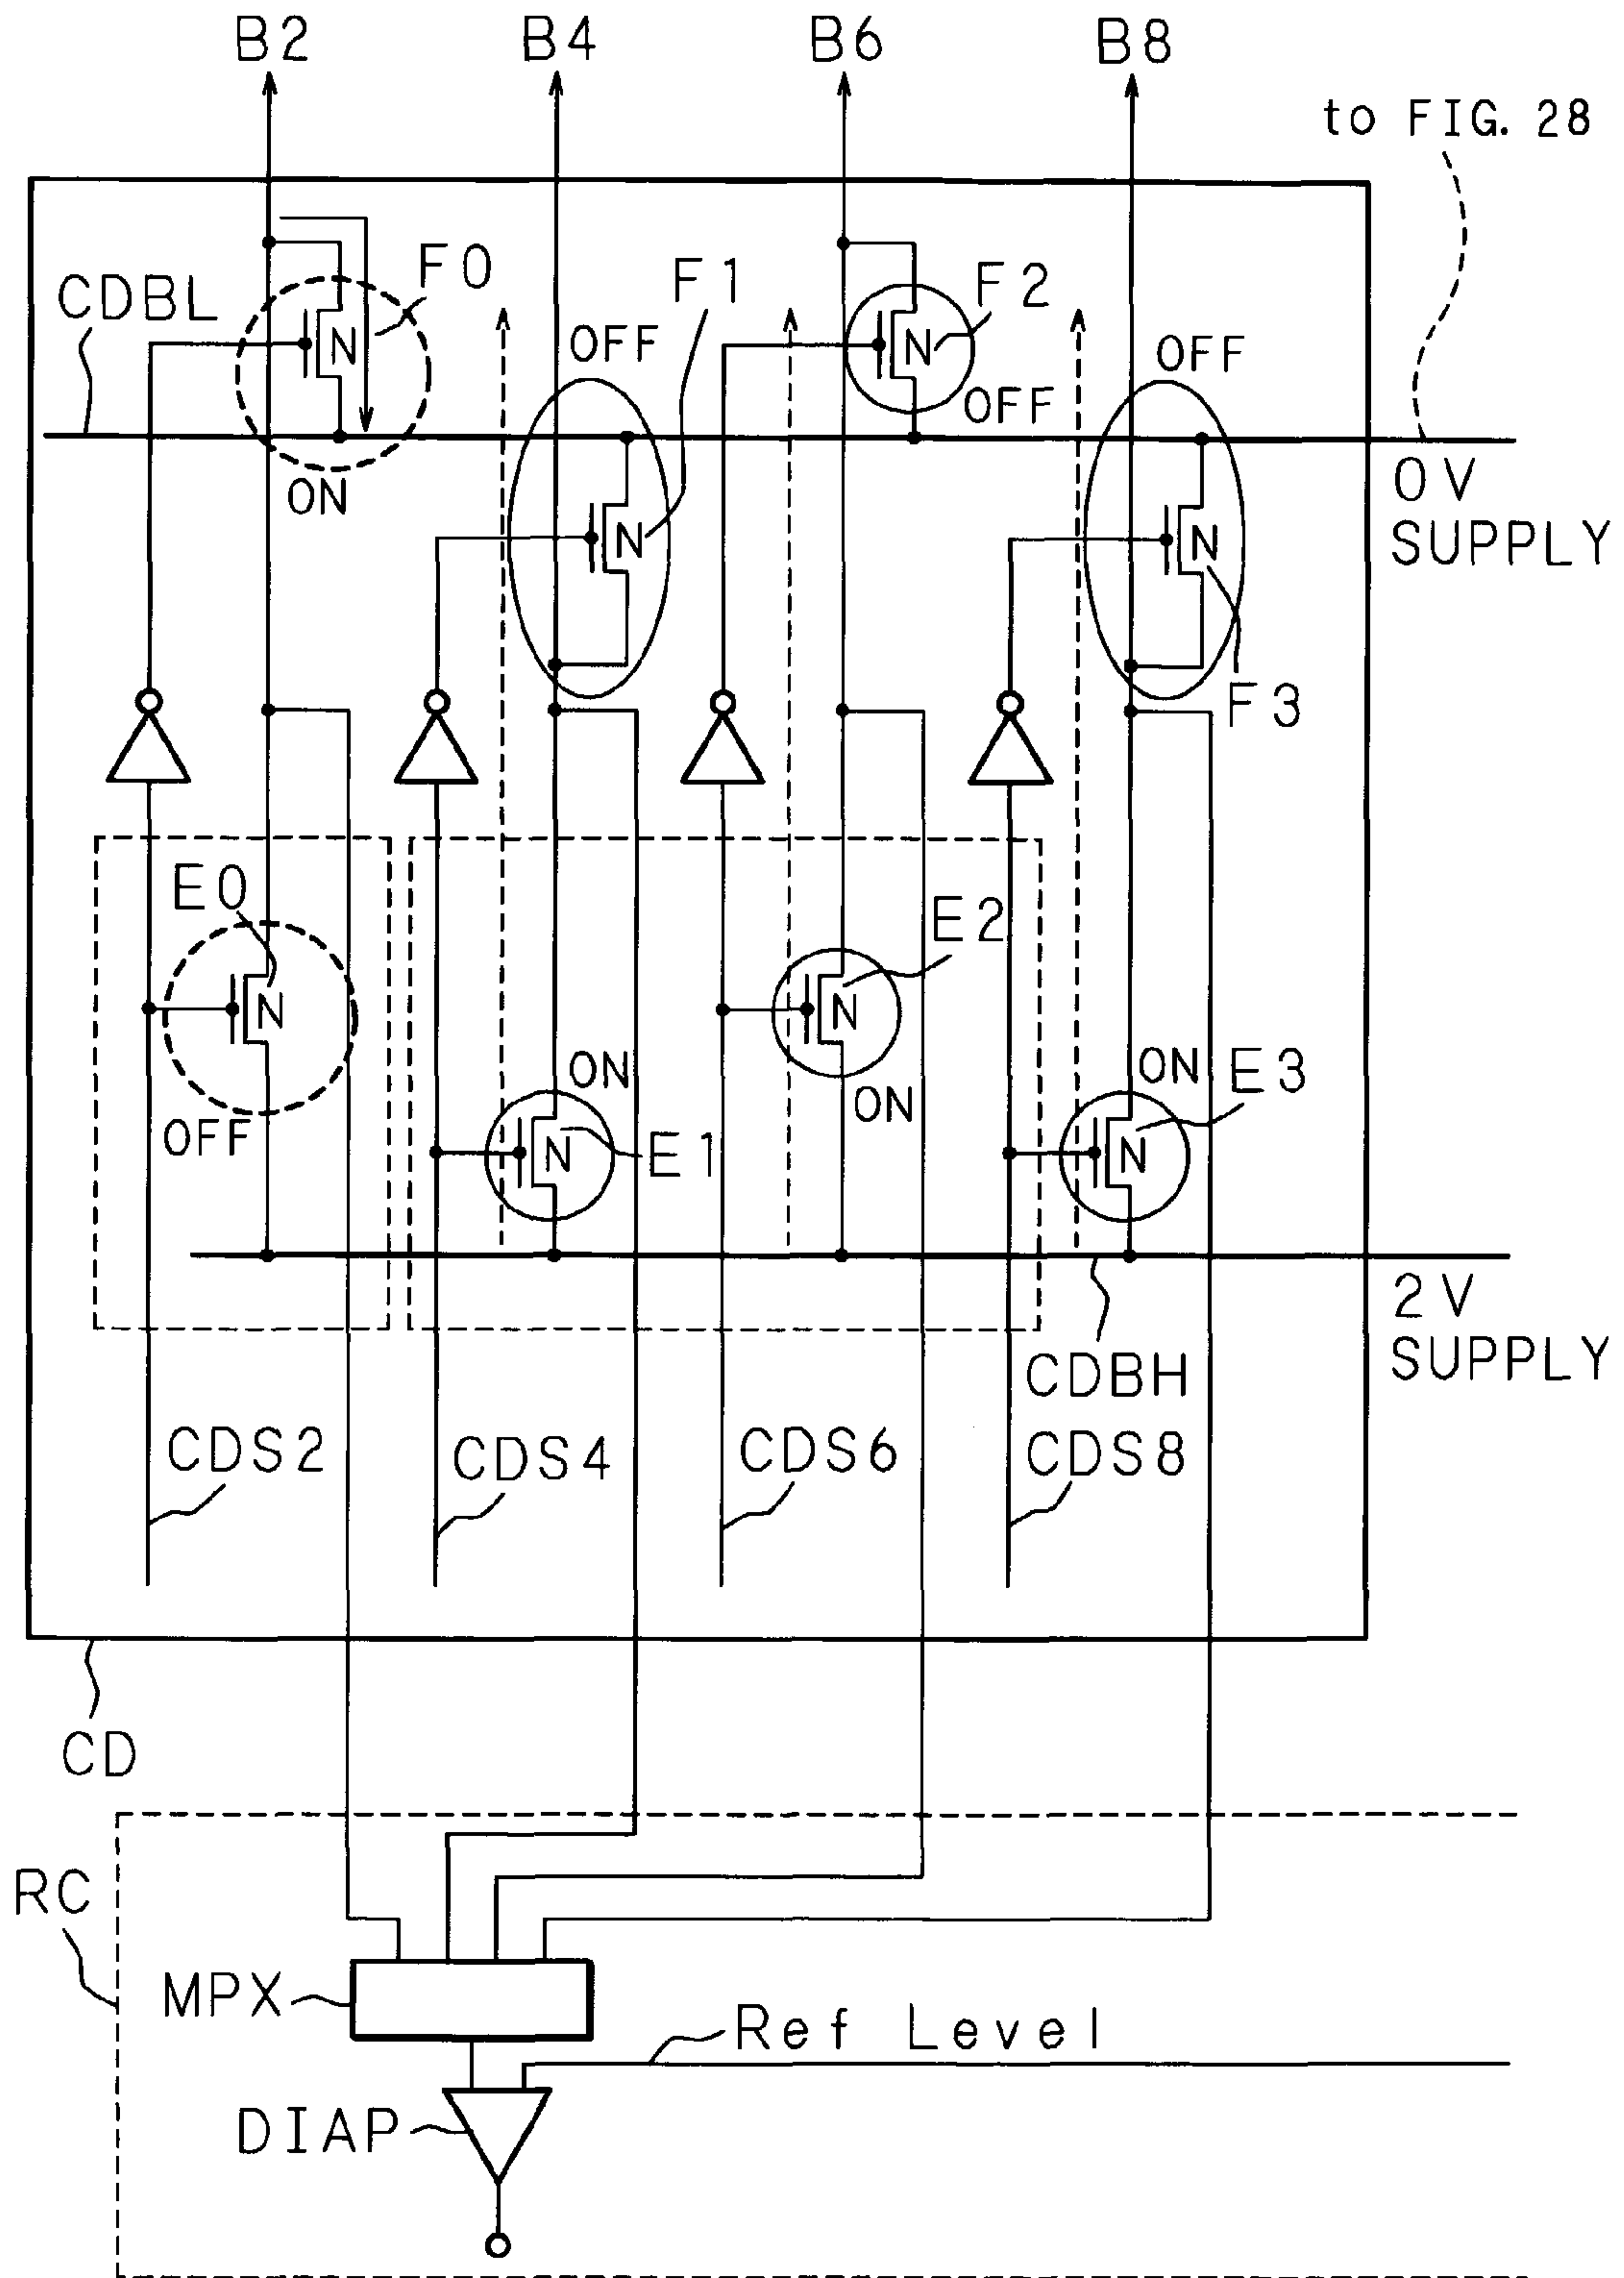 B2
B4
B6
B8
to FIG. 28
CDBL
F0
F1
F2
OFF
OFF
N
N
OFF
ON
0V
SUPPLY
N
N
F3
E0
E2
N
N
ON
ON
E3
OFF
ON
N
E1
N
2V
SUPPLY
CDBH
CDS2
CDS4
CDS6
CDS8
CD
RC
MPX
Ref Level
DIAP